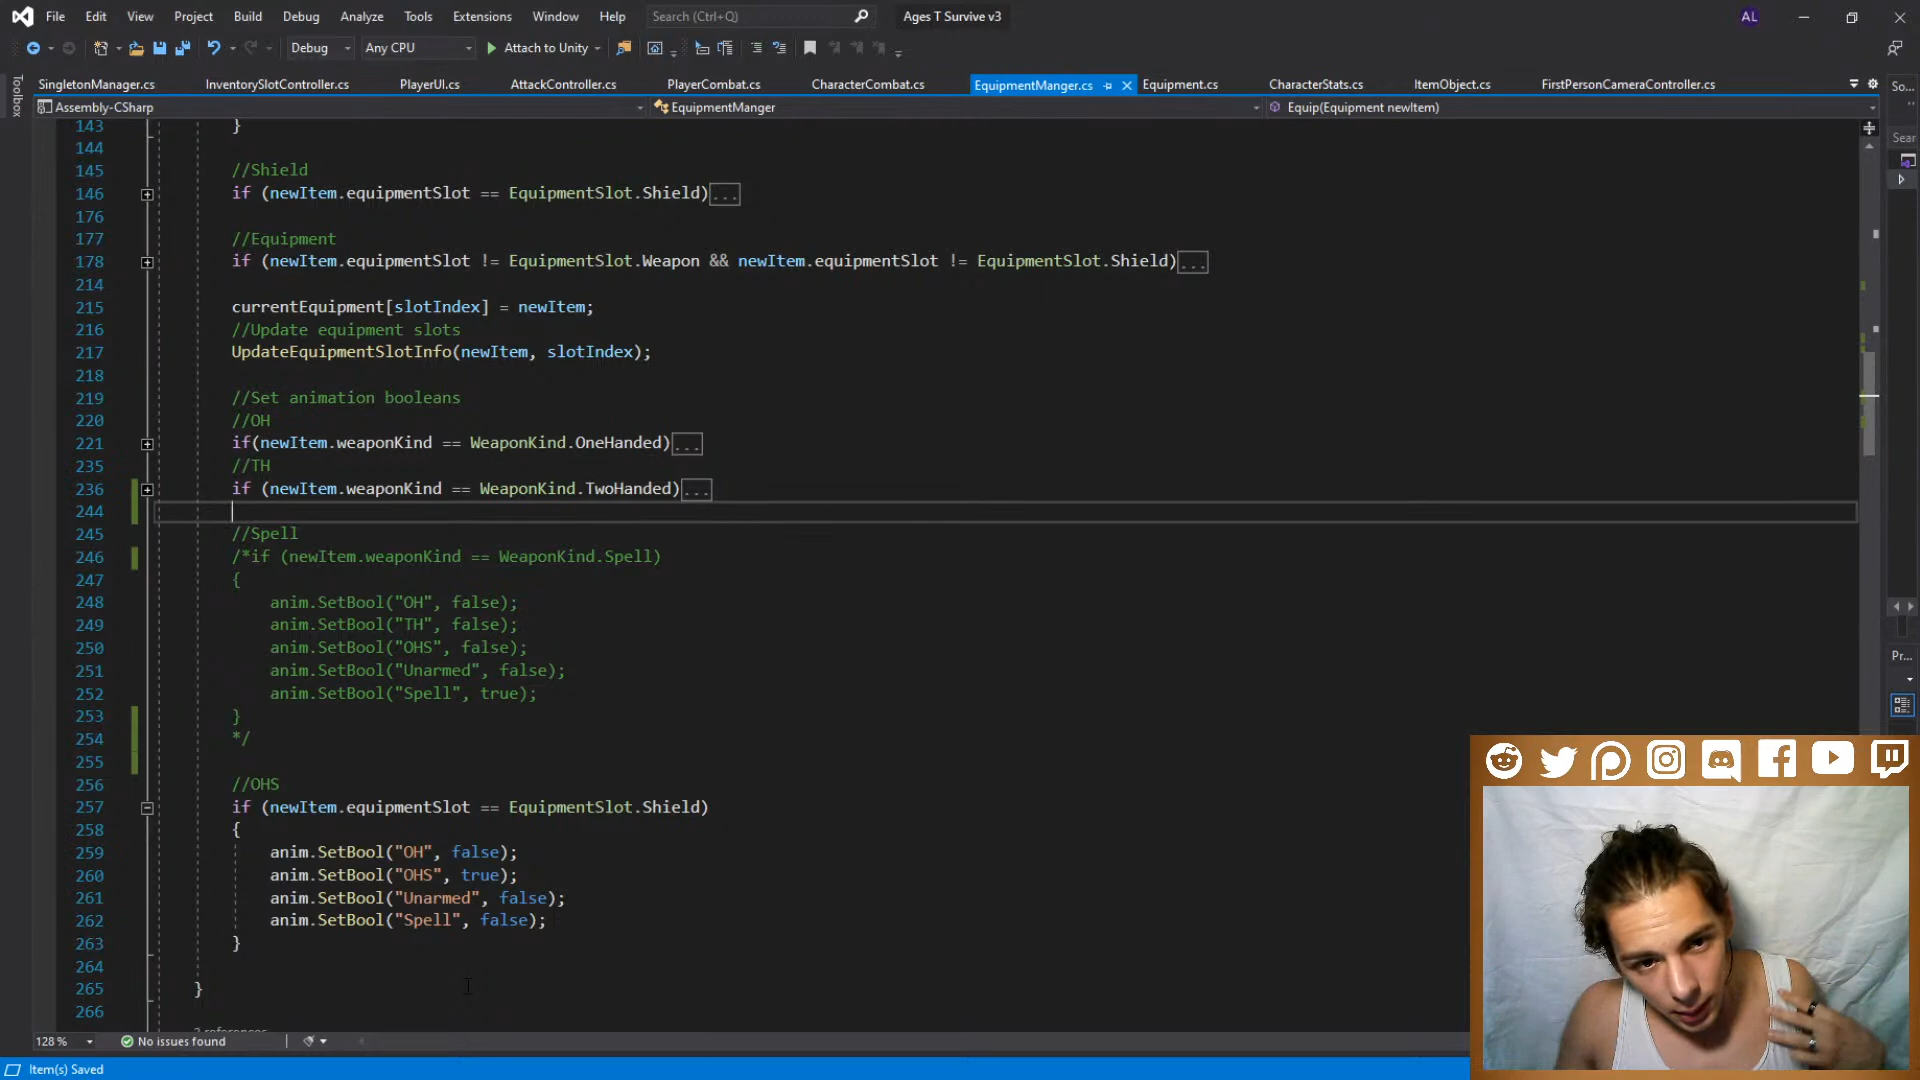 File Edit View Git Project Build Debug Test Analyze Tools Extensions Window Help Search (Ctrl+Q) Ages T Survive v3 AL
Debug Any CPU Attach to Unity
SingletonManager.cs InventorySlotController.cs PlayerUI.cs AttackController.cs PlayerCombat.cs CharacterCombat.cs EquipmentManger.cs Equipment.cs CharacterStats.cs ItemObject.cs FirstPersonCameraController.cs So...
Toolbox
Assembly-CSharp EquipmentManger Equip(Equipment newItem)
Sear
143 }
144
145 //Shield
146 if (newItem.equipmentSlot == EquipmentSlot.Shield)...
176
177 //Equipment
178 if (newItem.equipmentSlot != EquipmentSlot.Weapon && newItem.equipmentSlot != EquipmentSlot.Shield)...
214
215 currentEquipment[slotIndex] = newItem;
216 //Update equipment slots
217 UpdateEquipmentSlotInfo(newItem, slotIndex);
218
219 //Set animation booleans
220 //OH
221 if(newItem.weaponKind == WeaponKind.OneHanded)...
235 //TH
236 if (newItem.weaponKind == WeaponKind.TwoHanded)...
244
245 //Spell
246 /*if (newItem.weaponKind == WeaponKind.Spell)
247 {
248 anim.SetBool("OH", false);
249 anim.SetBool("TH", false);
250 anim.SetBool("OHS", false);
251 anim.SetBool("Unarmed", false);
252 anim.SetBool("Spell", true);
253 }
254 */
255
256 //OHS
257 if (newItem.equipmentSlot == EquipmentSlot.Shield)
258 {
259 anim.SetBool("OH", false);
260 anim.SetBool("OHS", true);
261 anim.SetBool("Unarmed", false);
262 anim.SetBool("Spell", false);
263 }
264
265 }
266
Pr...
128 % No issues found
Item(s) Saved